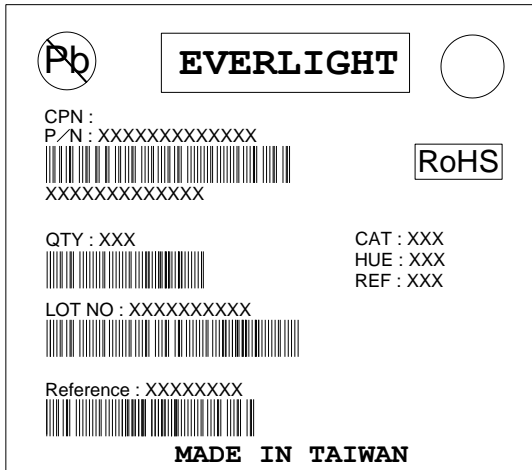 Pb
EVERLIGHT
CPN :
P/N : XXXXXXXXXXXXX
RoHS
XXXXXXXXXXXXX
QTY : XXX
CAT : XXX
HUE : XXX
REF : XXX
LOT NO : XXXXXXXXXX
Reference : XXXXXXXX
MADE IN TAIWAN